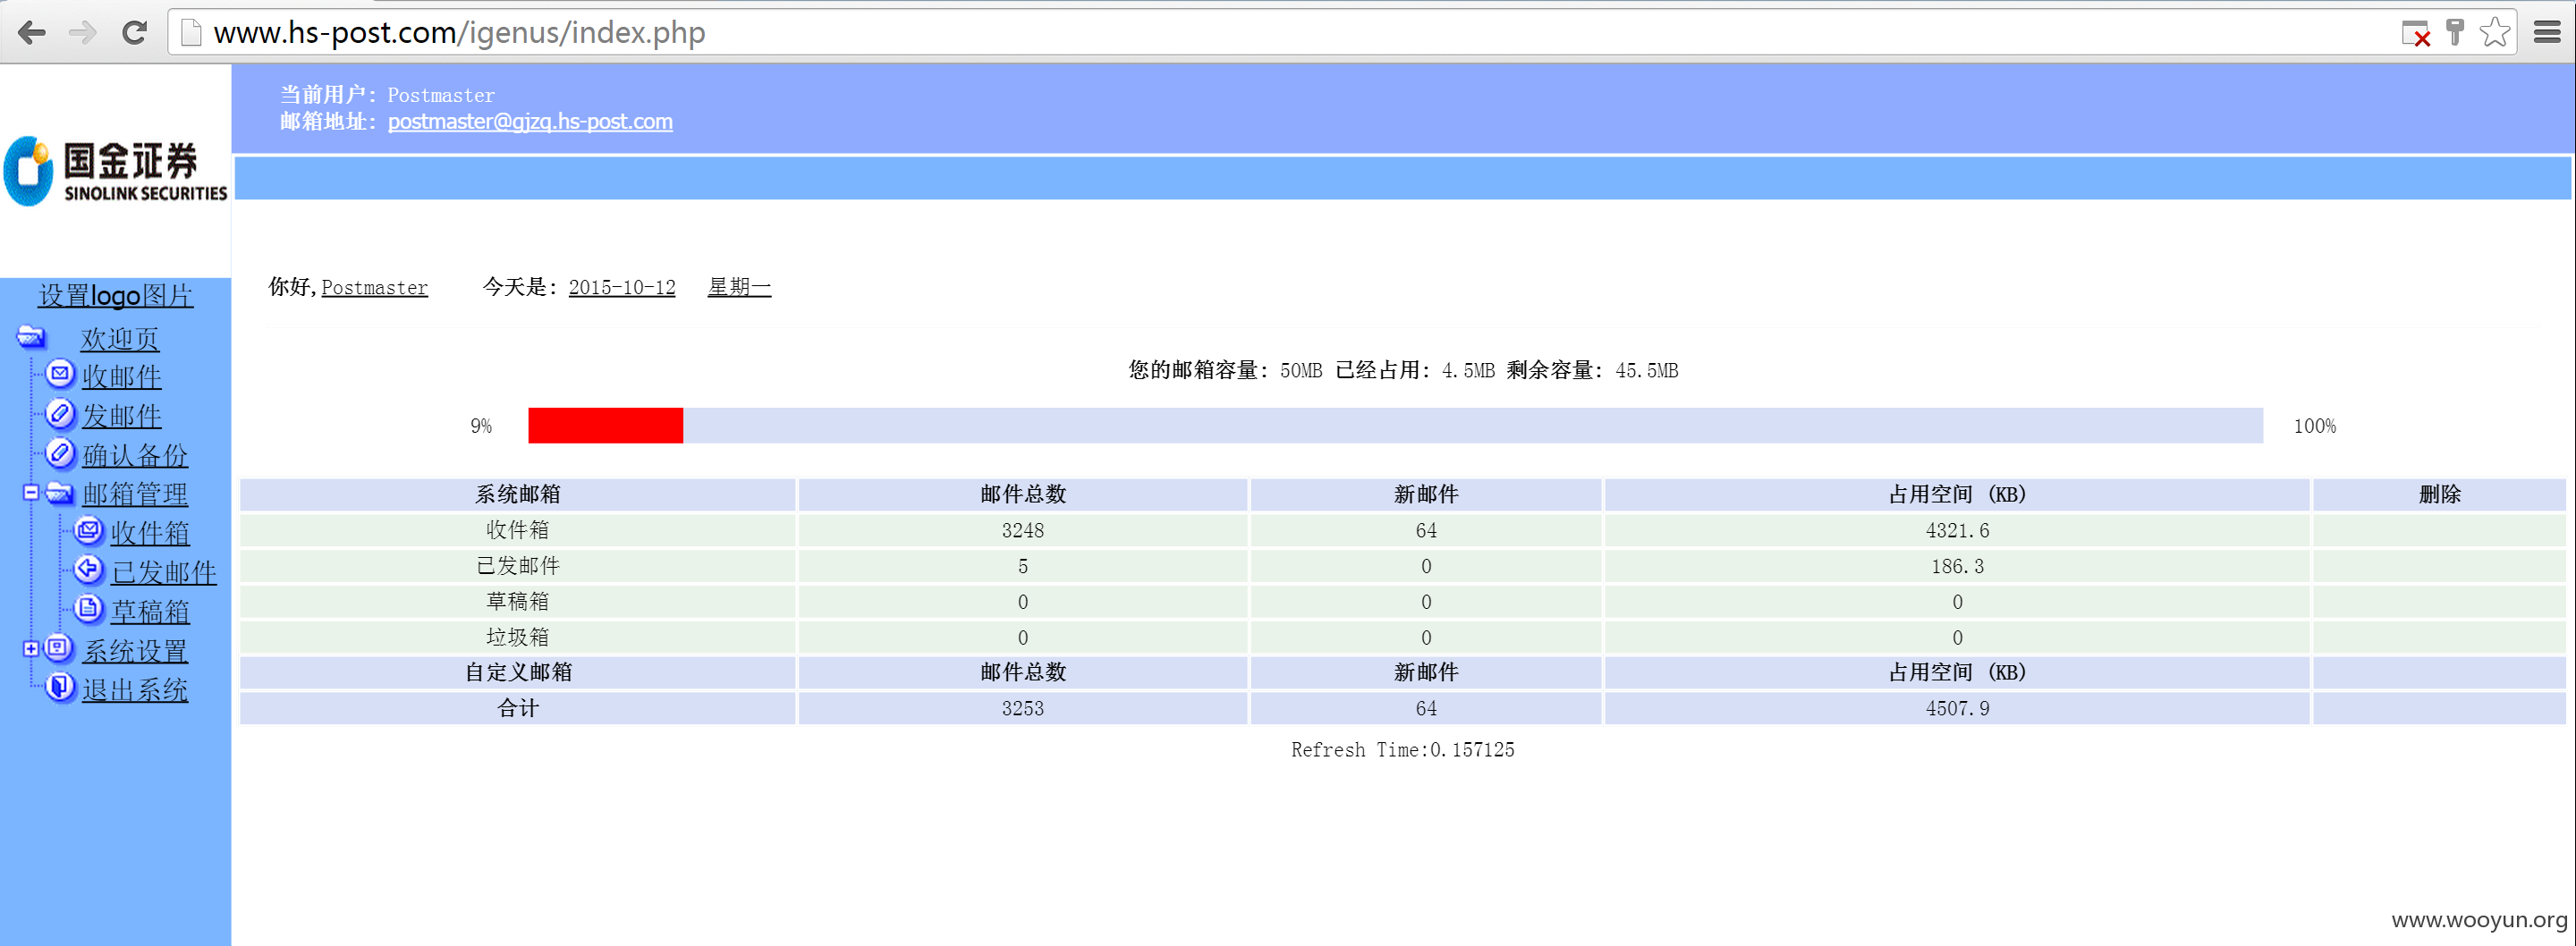 www.hs-post.com/igenus/index.php
当前用户： Postmaster
邮箱地址： postmaster@gjzq.hs-post.com
国金证券
SINOLINK SECURITIES
设置logo图片
欢迎页
收邮件
发邮件
确认备份
邮箱管理
收件箱
已发邮件
草稿箱
系统设置
退出系统
你好, Postmaster 今天是： 2015-10-12 星期一
您的邮箱容量： 50MB 已经占用： 4.5MB 剩余容量： 45.5MB
9% 100%
系统邮箱 邮件总数 新邮件 占用空间 (KB) 删除
收件箱 3248 64 4321.6
已发邮件 5 0 186.3
草稿箱 0 0 0
垃圾箱 0 0 0
自定义邮箱 邮件总数 新邮件 占用空间 (KB)
合计 3253 64 4507.9
Refresh Time:0.157125
www.wooyun.org